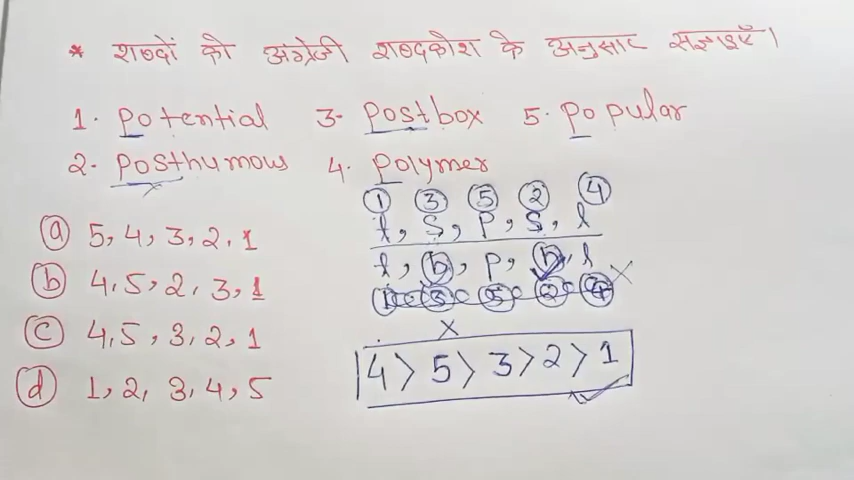 * शब्दों को अंग्रेजी शब्दकोश के अनुसार सजाइएँ।
1. Potential 3- Postbox 5. Popular
2. Posthumous 4. Polymer
① ③ ⑤ ② ④
t, s, p, s, l
ⓐ 5, 4, 3, 2, 1
t, b, p, h, l
ⓑ 4, 5, 2, 3, 1
ⓒ 4, 5, 3, 2, 1
4 > 5 > 3 > 2 > 1
ⓓ 1, 2, 3, 4, 5